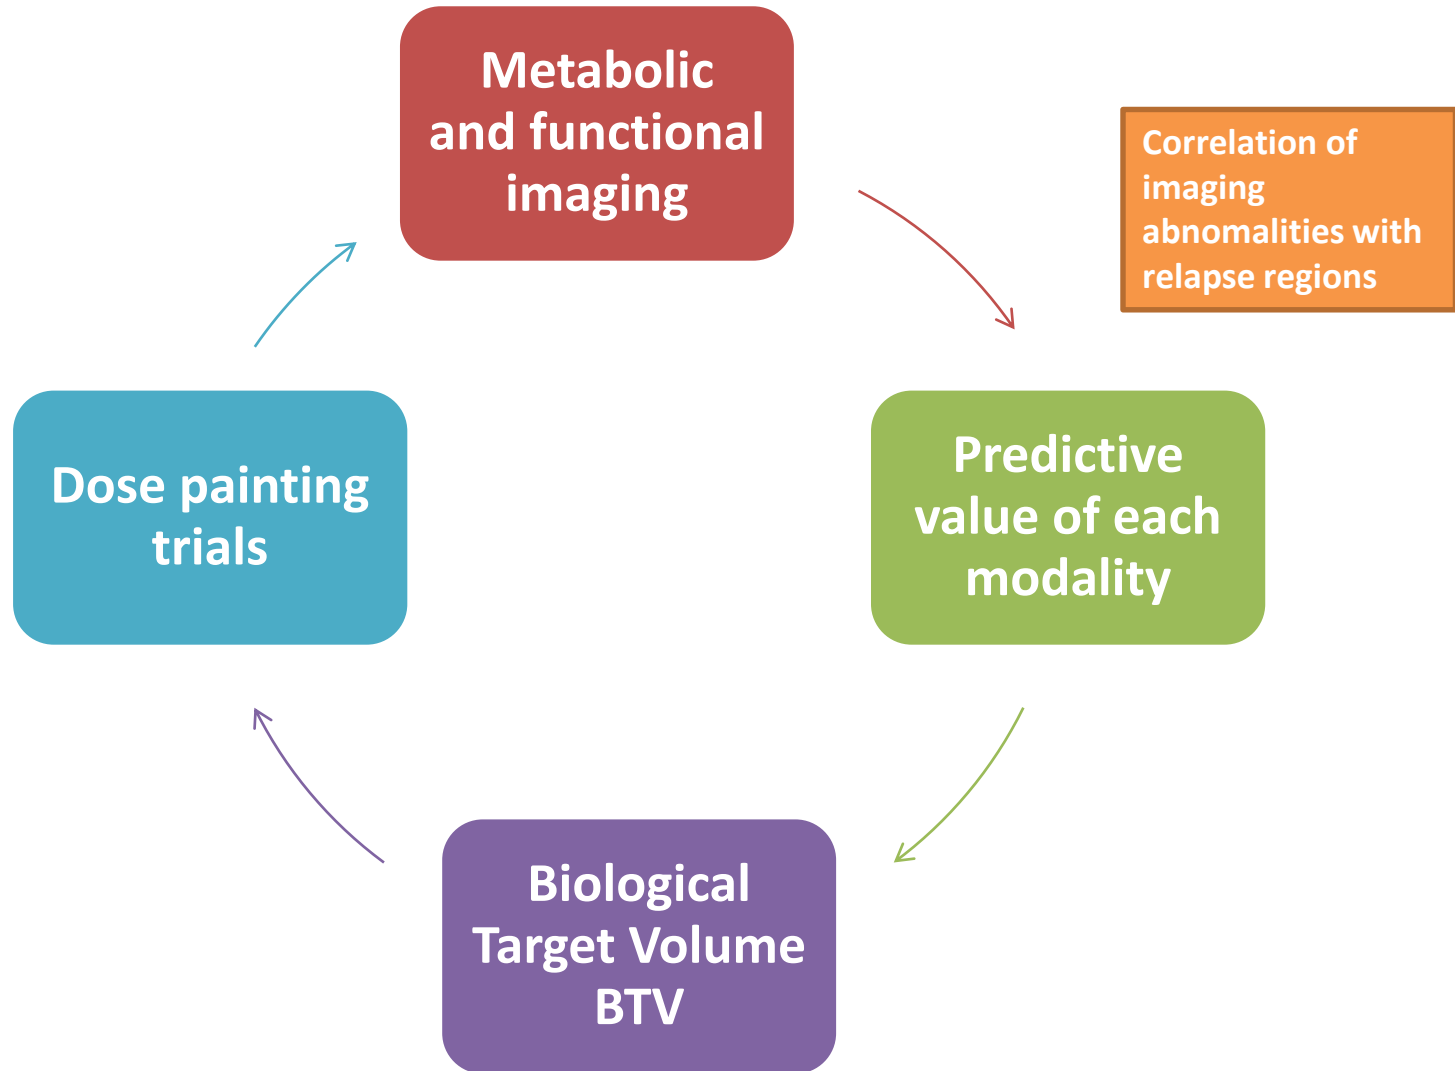 Metabolic
and functional
imaging
Correlation of
imaging
abnomalities with
relapse regions
Dose painting
trials
Predictive
value of each
modality
Biological
Target Volume
BTV